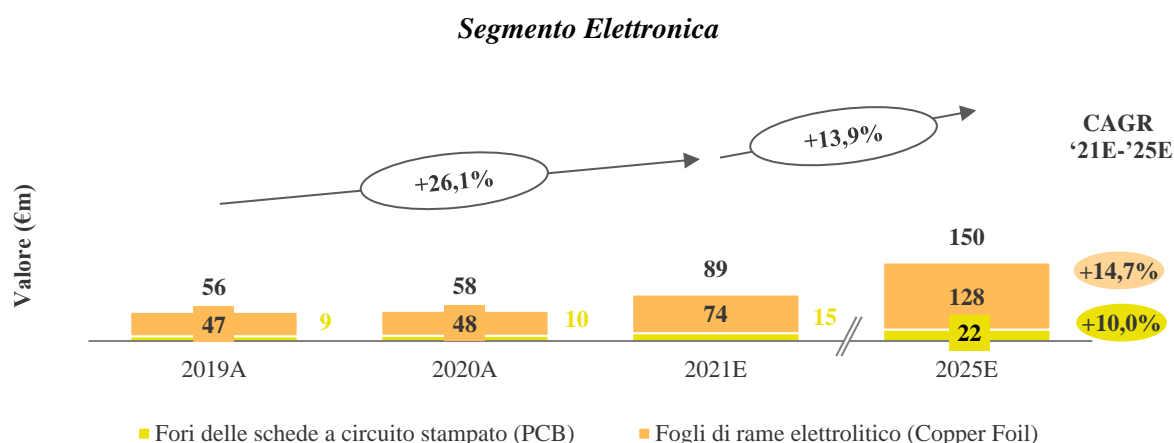 Segmento Elettronica
+13,9%
CAGR
‘21E-’25E
+26,1%
Valore (€m)
150
+14,7%
89
56
58
128
74
47
9
48
10
15
22
+10,0%
2019A
2020A
2021E
2025E
Fori delle schede a circuito stampato (PCB)
Fogli di rame elettrolitico (Copper Foil)